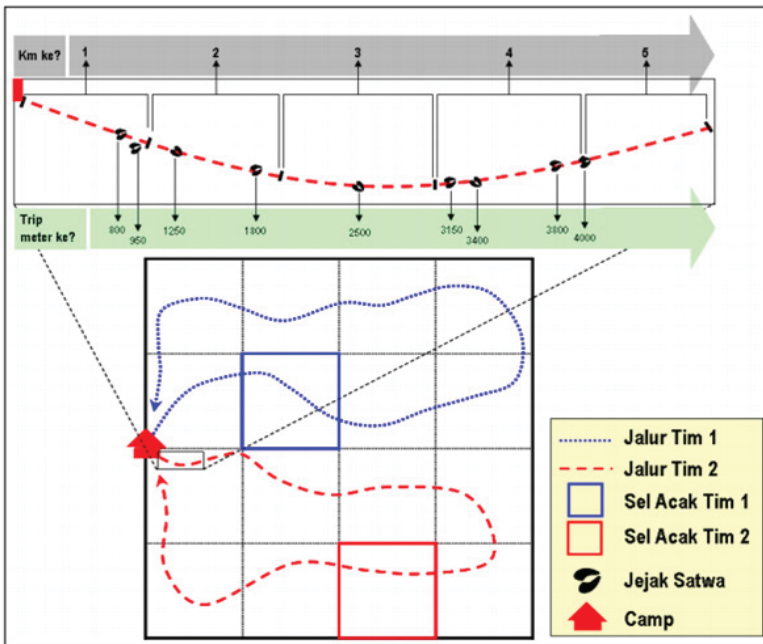 Km ke?
1
2
3
4
5
Trip
meter ke?
800
950
1250
1800
2500
3150
3400
3800
4000
Jalur Tim 1
Jalur Tim 2
Sel Acak Tim 1
Sel Acak Tim 2
Jejak Satwa
Camp